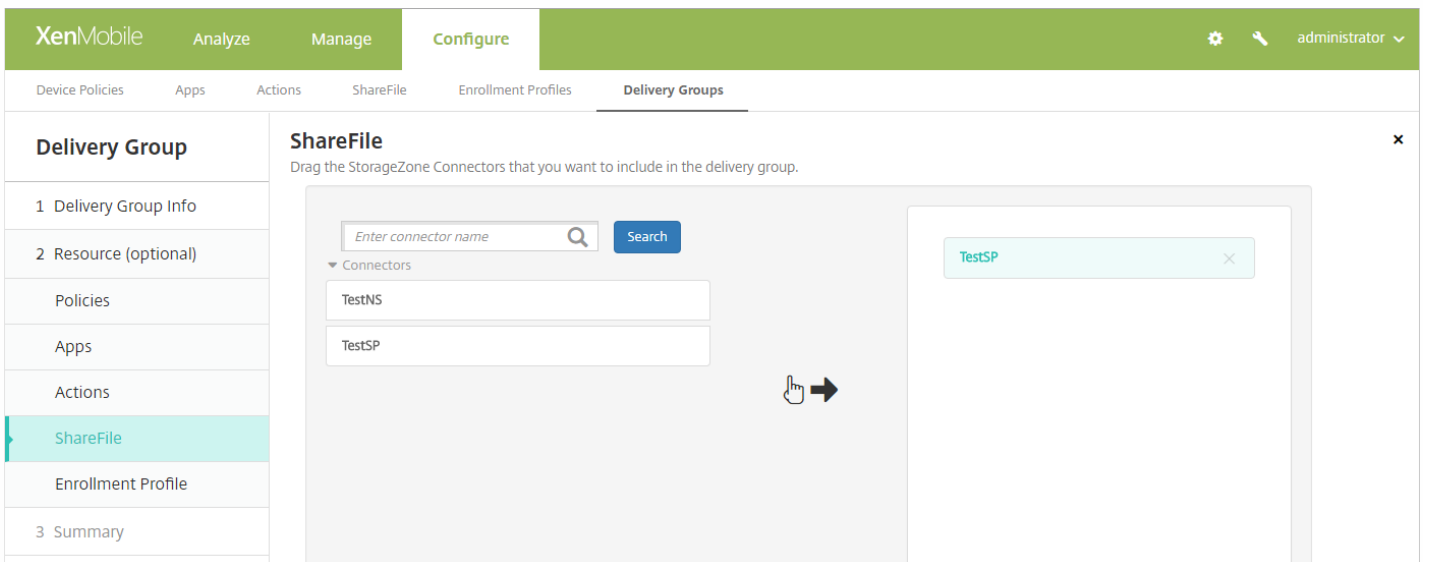 XenMobile Analyze Manage Configure administrator
Device Policies Apps Actions ShareFile Enrollment Profiles Delivery Groups
Delivery Group
1 Delivery Group Info
2 Resource (optional)
Policies
Apps
Actions
ShareFile
Enrollment Profile
3 Summary
ShareFile
Drag the StorageZone Connectors that you want to include in the delivery group.
Enter connector name Search
Connectors
TestNS
TestSP
TestSP